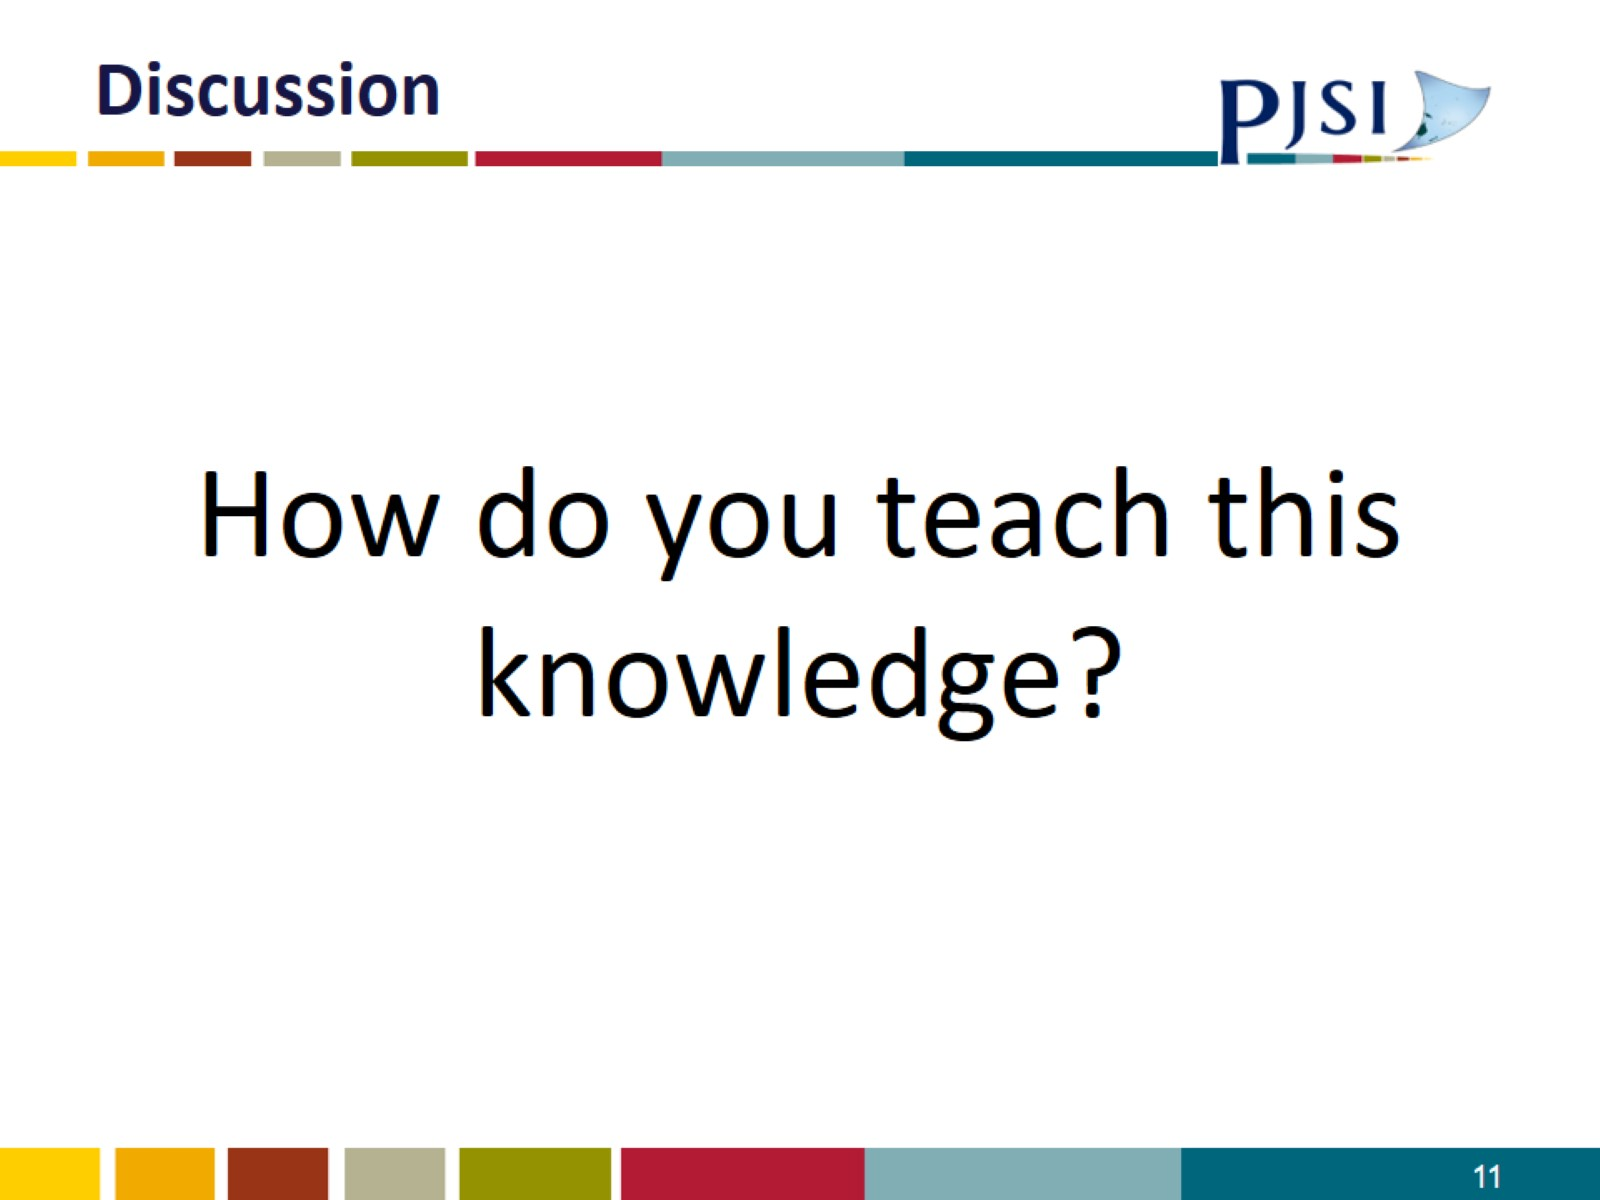 Discussion
PJSI
How do you teach this
knowledge?
11